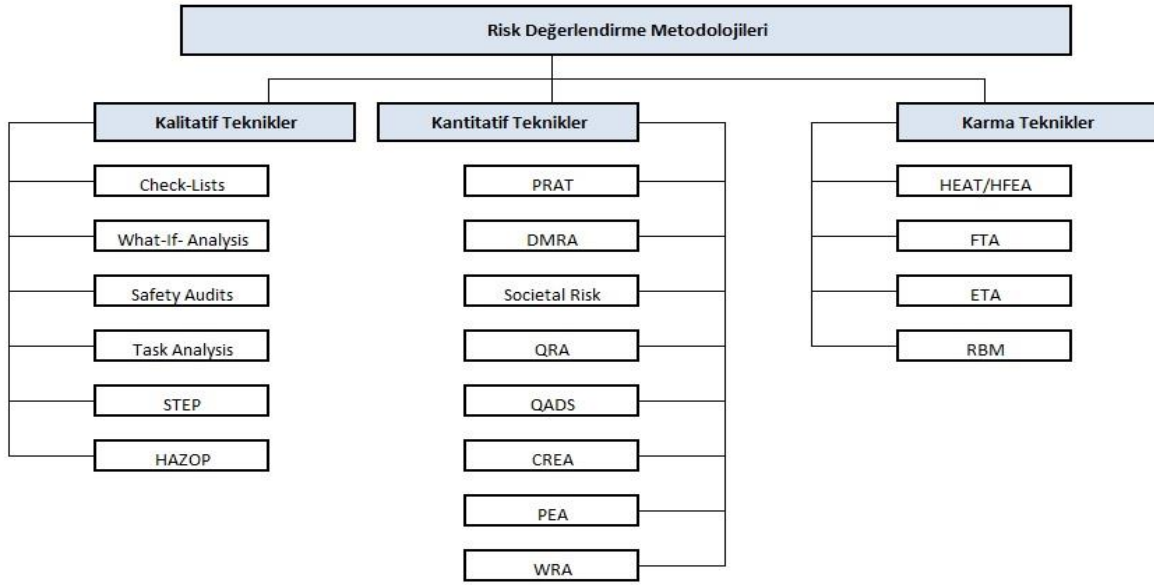 Risk Değerlendirme Metodolojileri
Kalitatif Teknikler
Check-Lists
What-If- Analysis
Safety Audits
Task Analysis
STEP
HAZOP
Kantitatif Teknikler
PRAT
DMRA
Societal Risk
QRA
QADS
CREA
PEA
WRA
Karma Teknikler
HEAT/HFEA
FTA
ETA
RBM